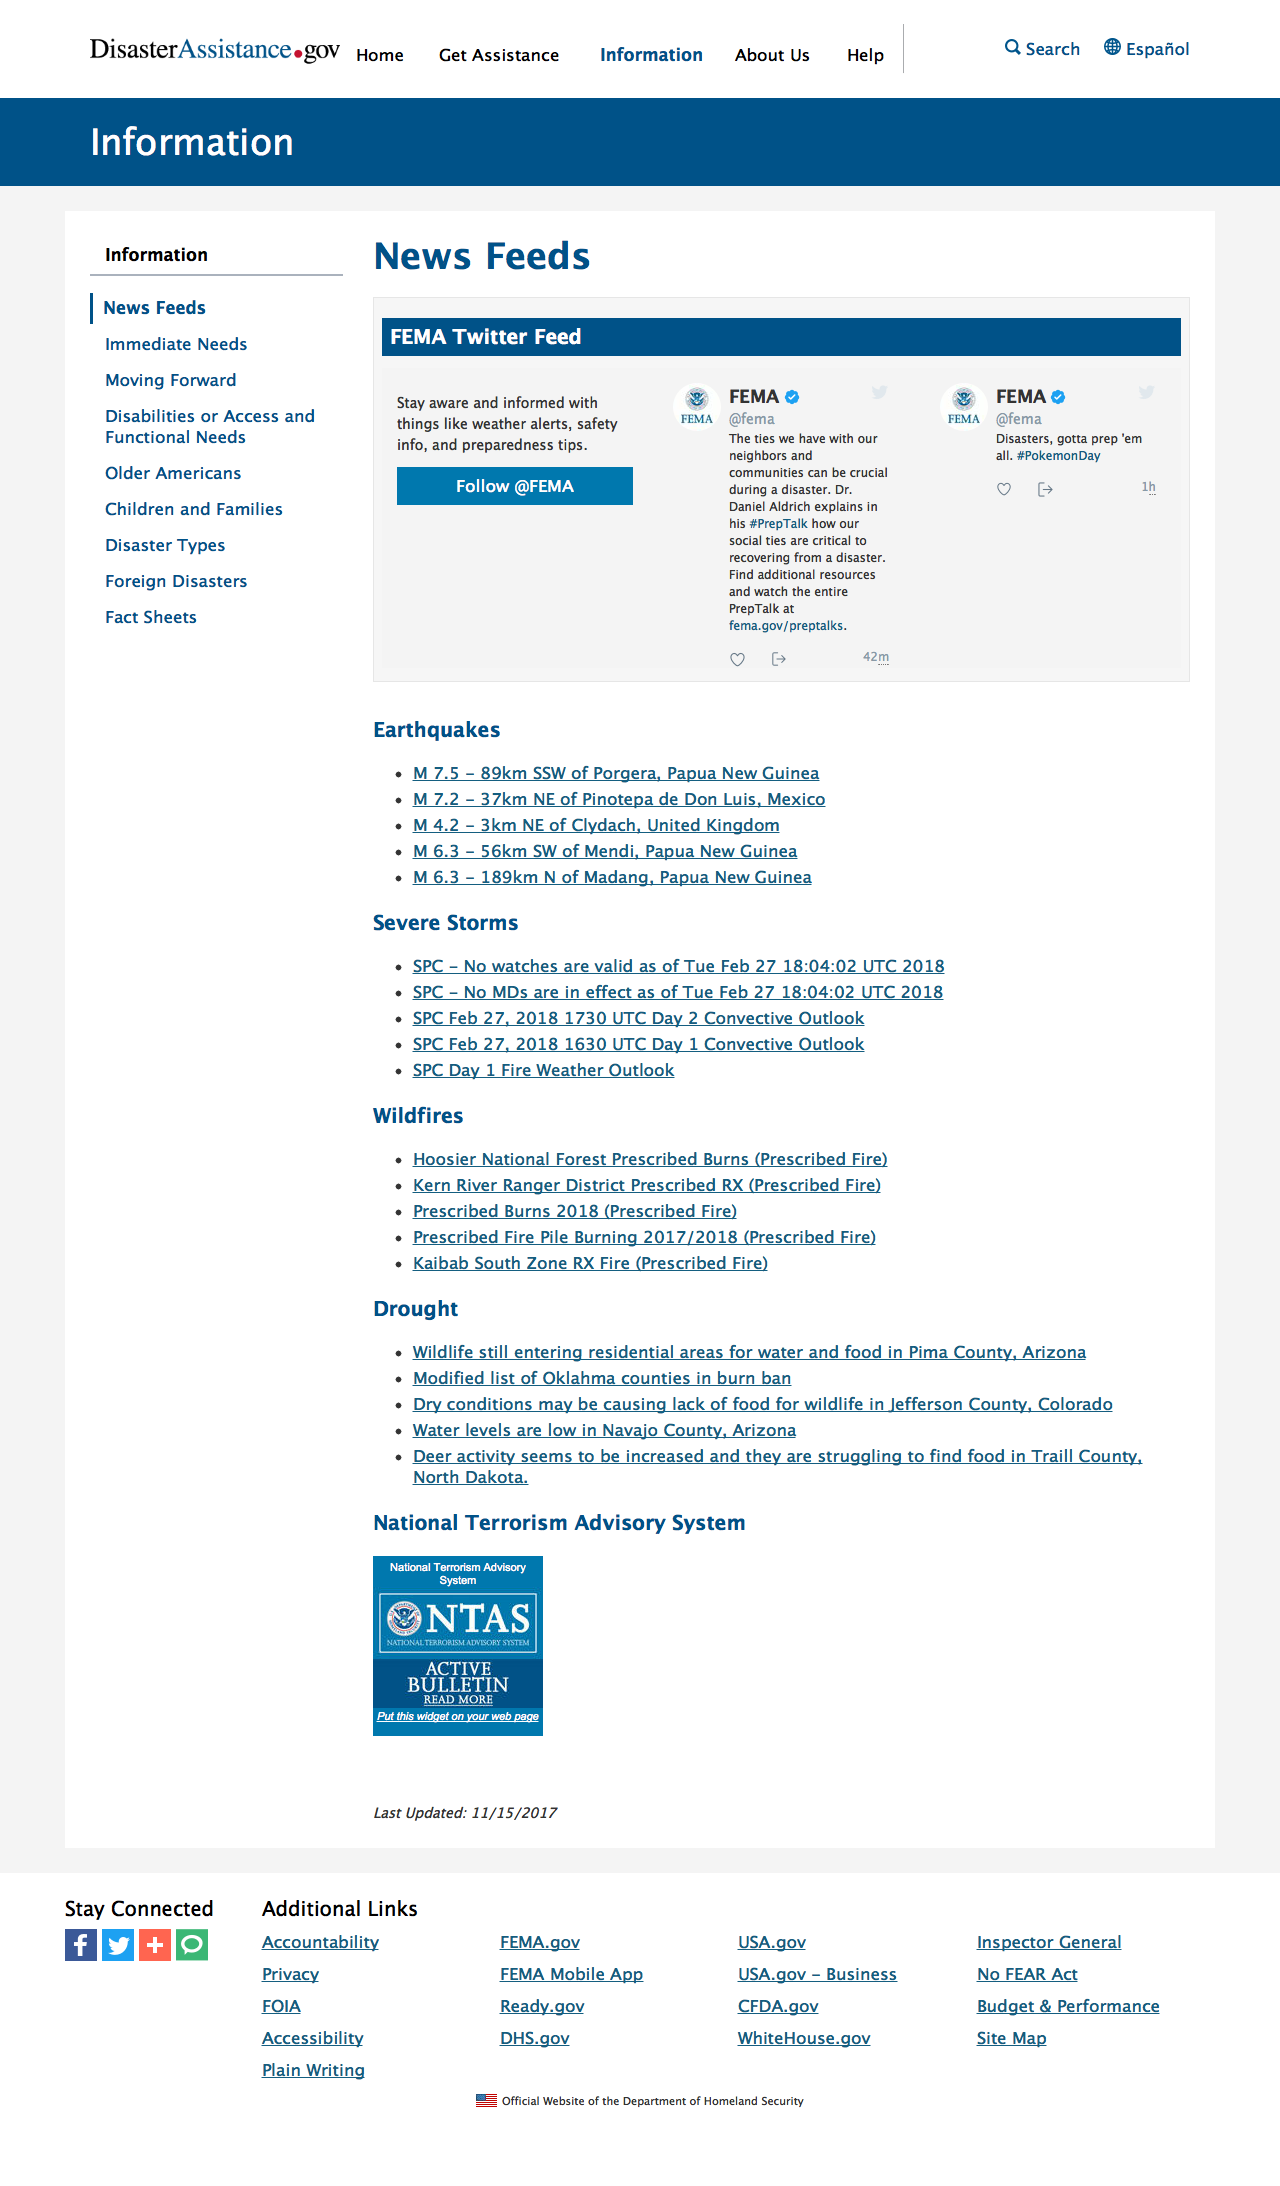 DisasterAssistance.gov
Home
Get Assistance
Information
About Us
Help
Search
Español
Information
Information
News Feeds
Immediate Needs
Moving Forward
Disabilities or Access and
Functional Needs
Older Americans
Children and Families
Disaster Types
Foreign Disasters
Fact Sheets
News Feeds
FEMA Twitter Feed
Stay aware and informed with
things like weather alerts, safety
info, and preparedness tips.
Follow @FEMA
FEMA
FEMA
@fema
The ties we have with our
neighbors and
communities can be crucial
during a disaster. Dr.
Daniel Aldrich explains in
his #PrepTalk how our
social ties are critical to
recovering from a disaster.
Find additional resources
and watch the entire
PrepTalk at
fema.gov/preptalks.
42m
FEMA
FEMA
@fema
Disasters, gotta prep 'em
all. #PokemonDay
1h
Earthquakes
M 7.5 – 89km SSW of Porgera, Papua New Guinea
M 7.2 – 37km NE of Pinotepa de Don Luis, Mexico
M 4.2 – 3km NE of Clydach, United Kingdom
M 6.3 – 56km SW of Mendi, Papua New Guinea
M 6.3 – 189km N of Madang, Papua New Guinea
Severe Storms
SPC – No watches are valid as of Tue Feb 27 18:04:02 UTC 2018
SPC – No MDs are in effect as of Tue Feb 27 18:04:02 UTC 2018
SPC Feb 27, 2018 1730 UTC Day 2 Convective Outlook
SPC Feb 27, 2018 1630 UTC Day 1 Convective Outlook
SPC Day 1 Fire Weather Outlook
Wildfires
Hoosier National Forest Prescribed Burns (Prescribed Fire)
Kern River Ranger District Prescribed RX (Prescribed Fire)
Prescribed Burns 2018 (Prescribed Fire)
Prescribed Fire Pile Burning 2017/2018 (Prescribed Fire)
Kaibab South Zone RX Fire (Prescribed Fire)
Drought
Wildlife still entering residential areas for water and food in Pima County, Arizona
Modified list of Oklahma counties in burn ban
Dry conditions may be causing lack of food for wildlife in Jefferson County, Colorado
Water levels are low in Navajo County, Arizona
Deer activity seems to be increased and they are struggling to find food in Traill County,
North Dakota.
National Terrorism Advisory System
National Terrorism Advisory
System
NTAS
NATIONAL TERRORISM ADVISORY SYSTEM
ACTIVE
BULLETIN
READ MORE
Put this widget on your web page
Last Updated: 11/15/2017
Stay Connected
Additional Links
Accountability
FEMA.gov
USA.gov
Inspector General
Privacy
FEMA Mobile App
USA.gov – Business
No FEAR Act
FOIA
Ready.gov
CFDA.gov
Budget & Performance
Accessibility
DHS.gov
WhiteHouse.gov
Site Map
Plain Writing
Official Website of the Department of Homeland Security